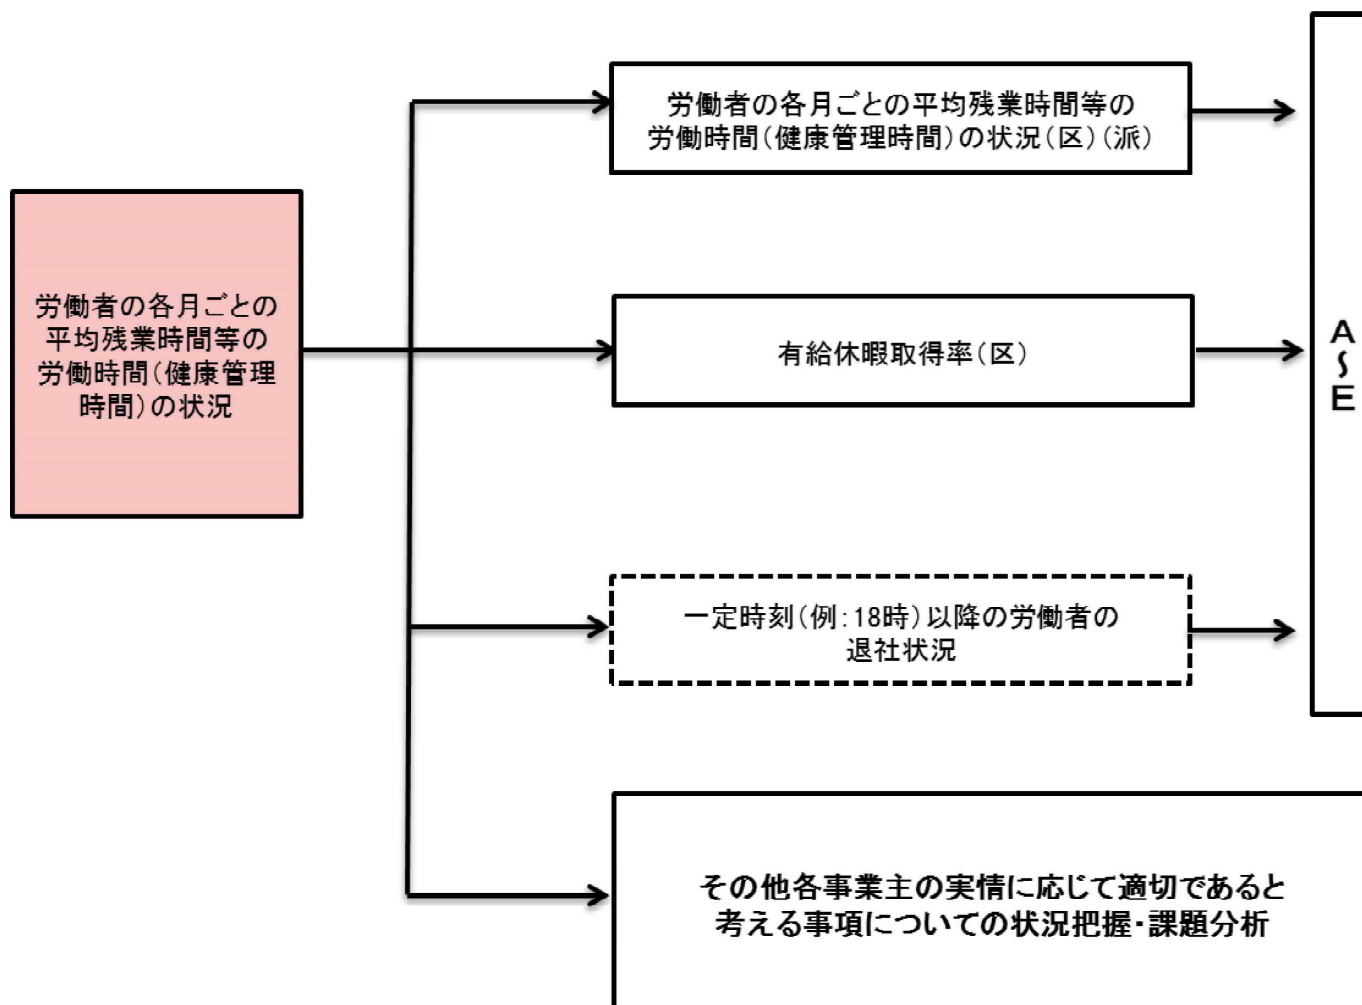 労働者の各月ごとの
平均残業時間等の
労働時間(健康管理
時間)の状況
労働者の各月ごとの平均残業時間等の
労働時間(健康管理時間)の状況(区)(派)
有給休暇取得率(区)
一定時刻(例:18時)以降の労働者の
退社状況
その他各事業主の実情に応じて適切であると
考える事項についての状況把握・課題分析
A~E